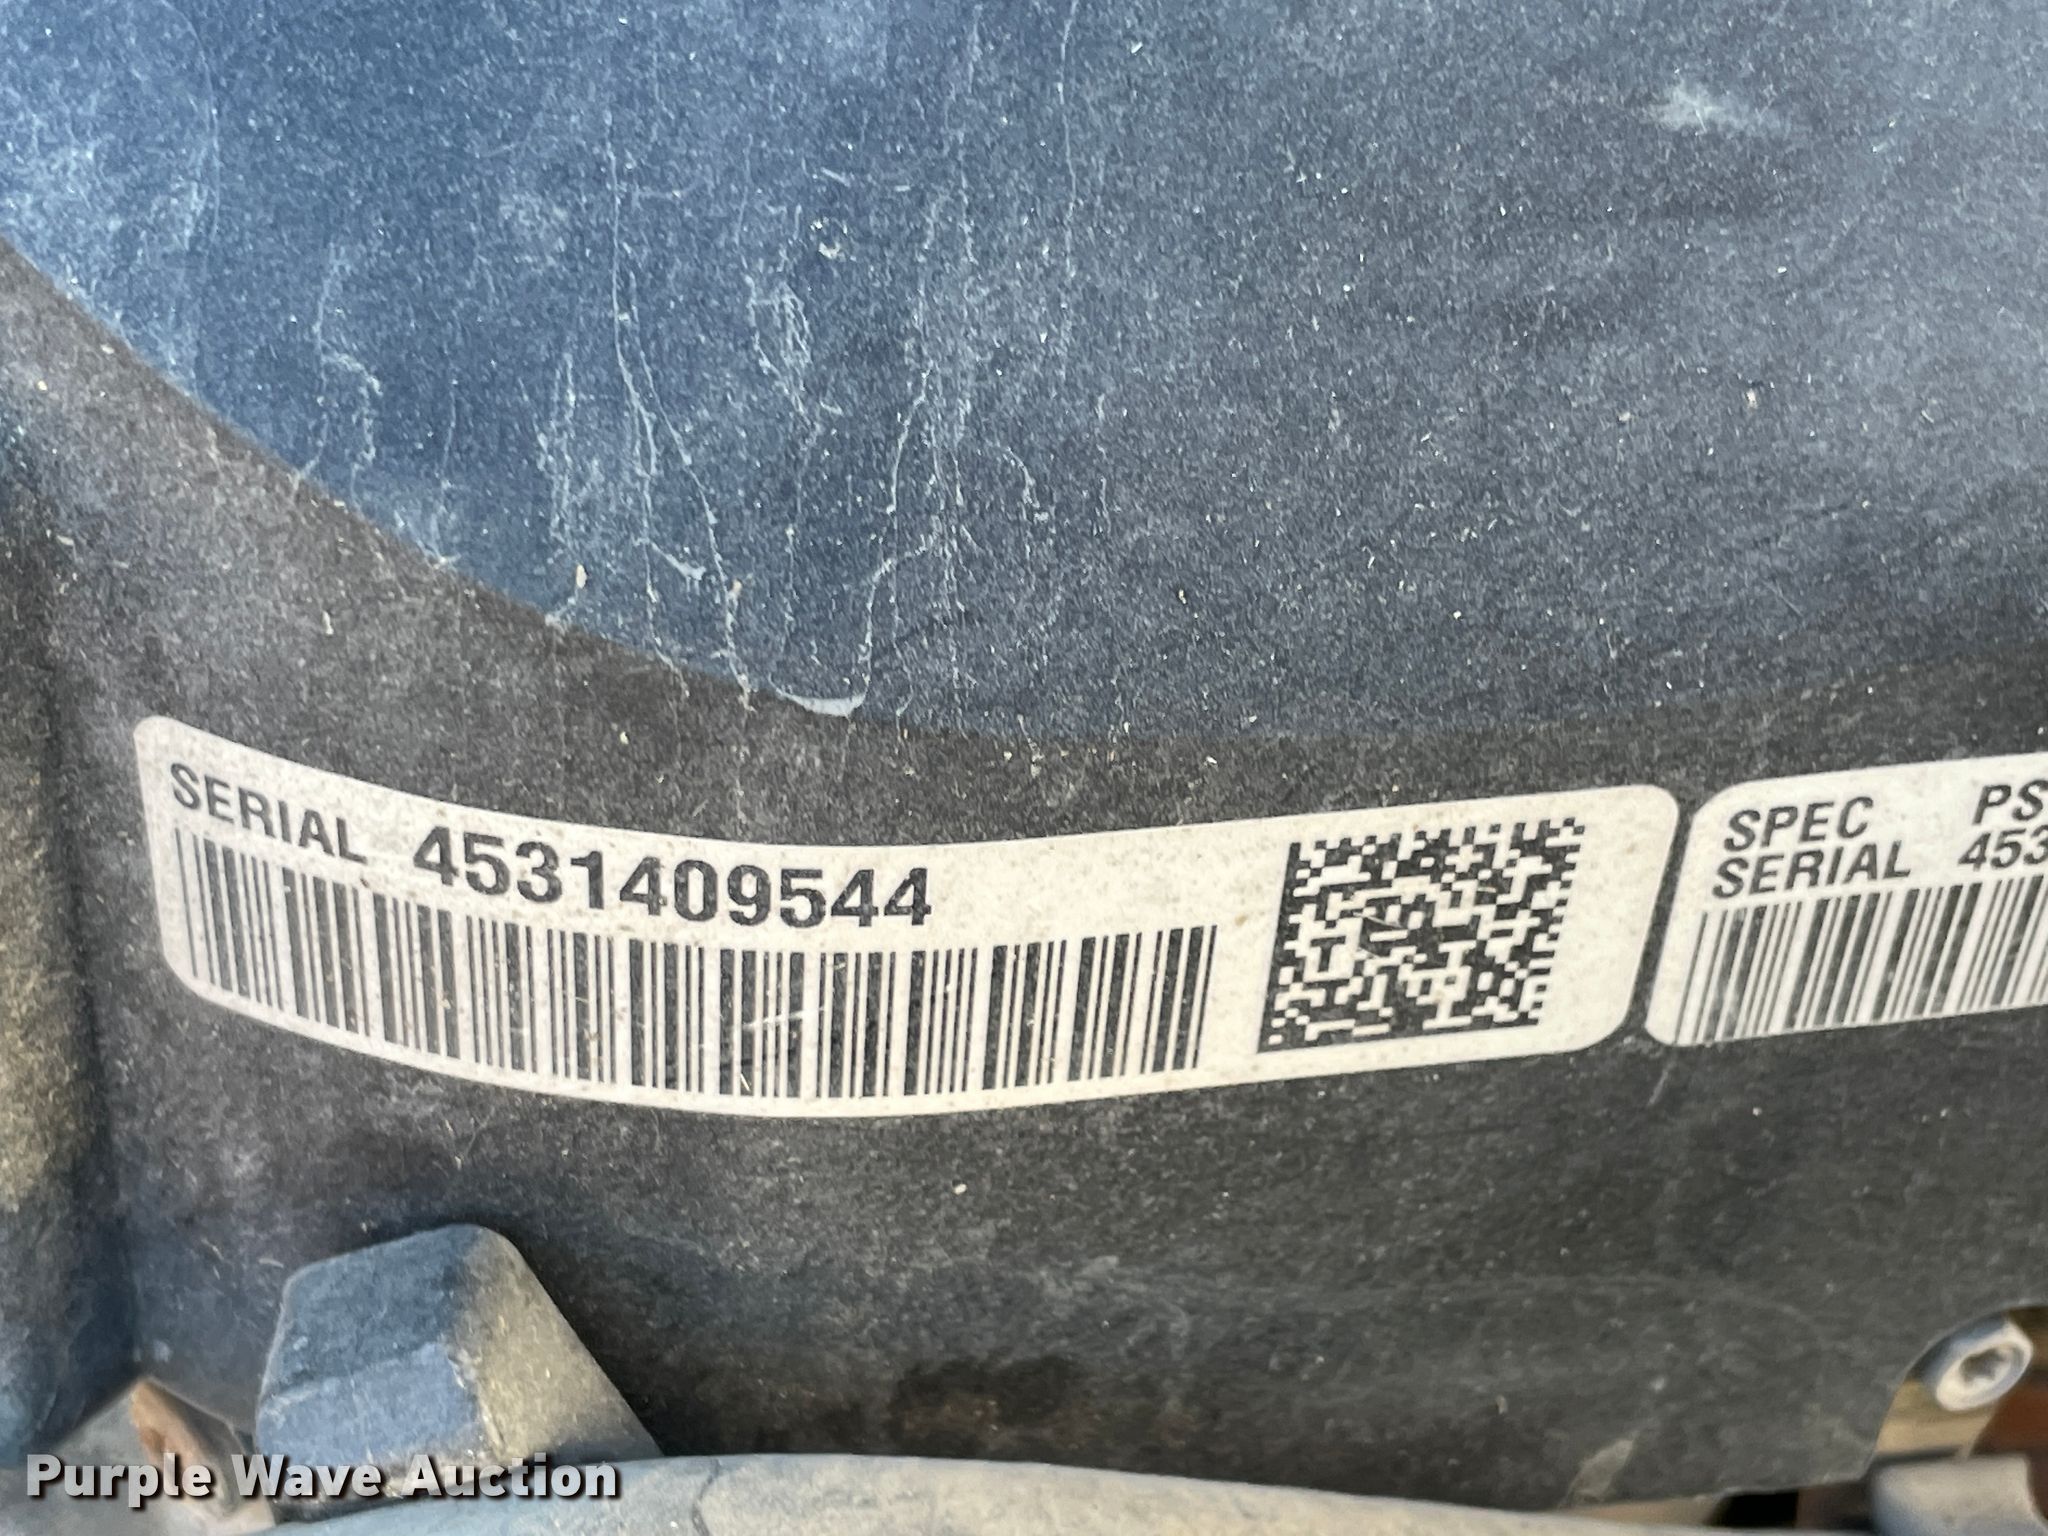 SERIAL 4531409544
SPEC PS
SERIAL 453
Purple Wave Auction